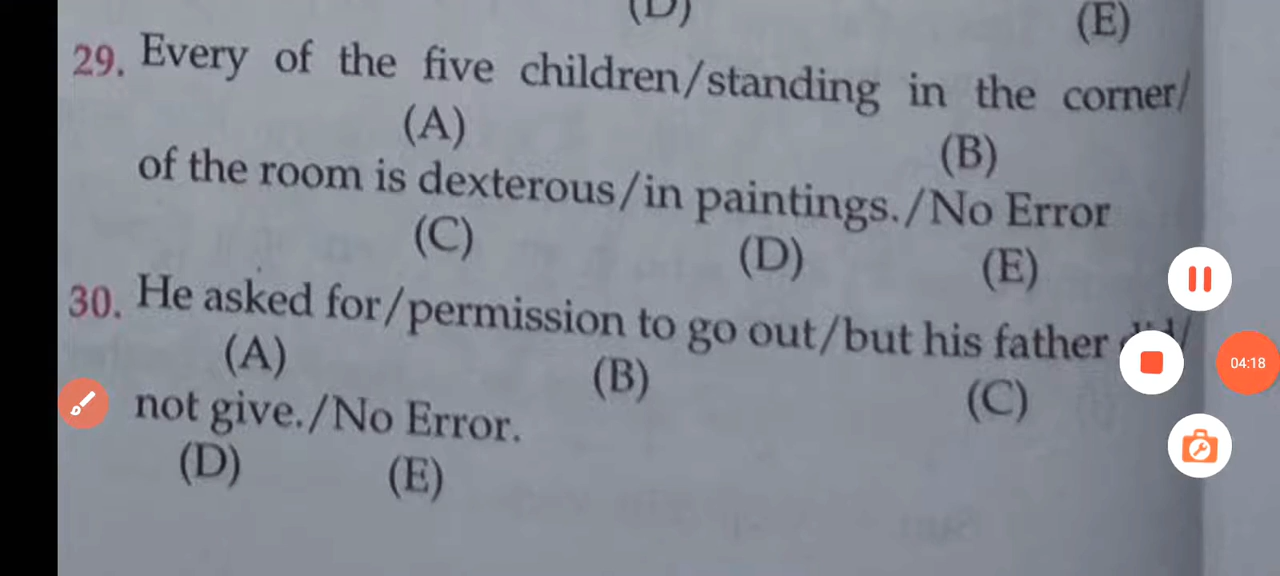 (D) (E)
29. Every of the five children/standing in the corner/
(A) (B)
of the room is dexterous/in paintings./No Error
(C) (D) (E)
30. He asked for/permission to go out/but his father
(A) (B) (C)
not give./No Error.
(D) (E)
04:18